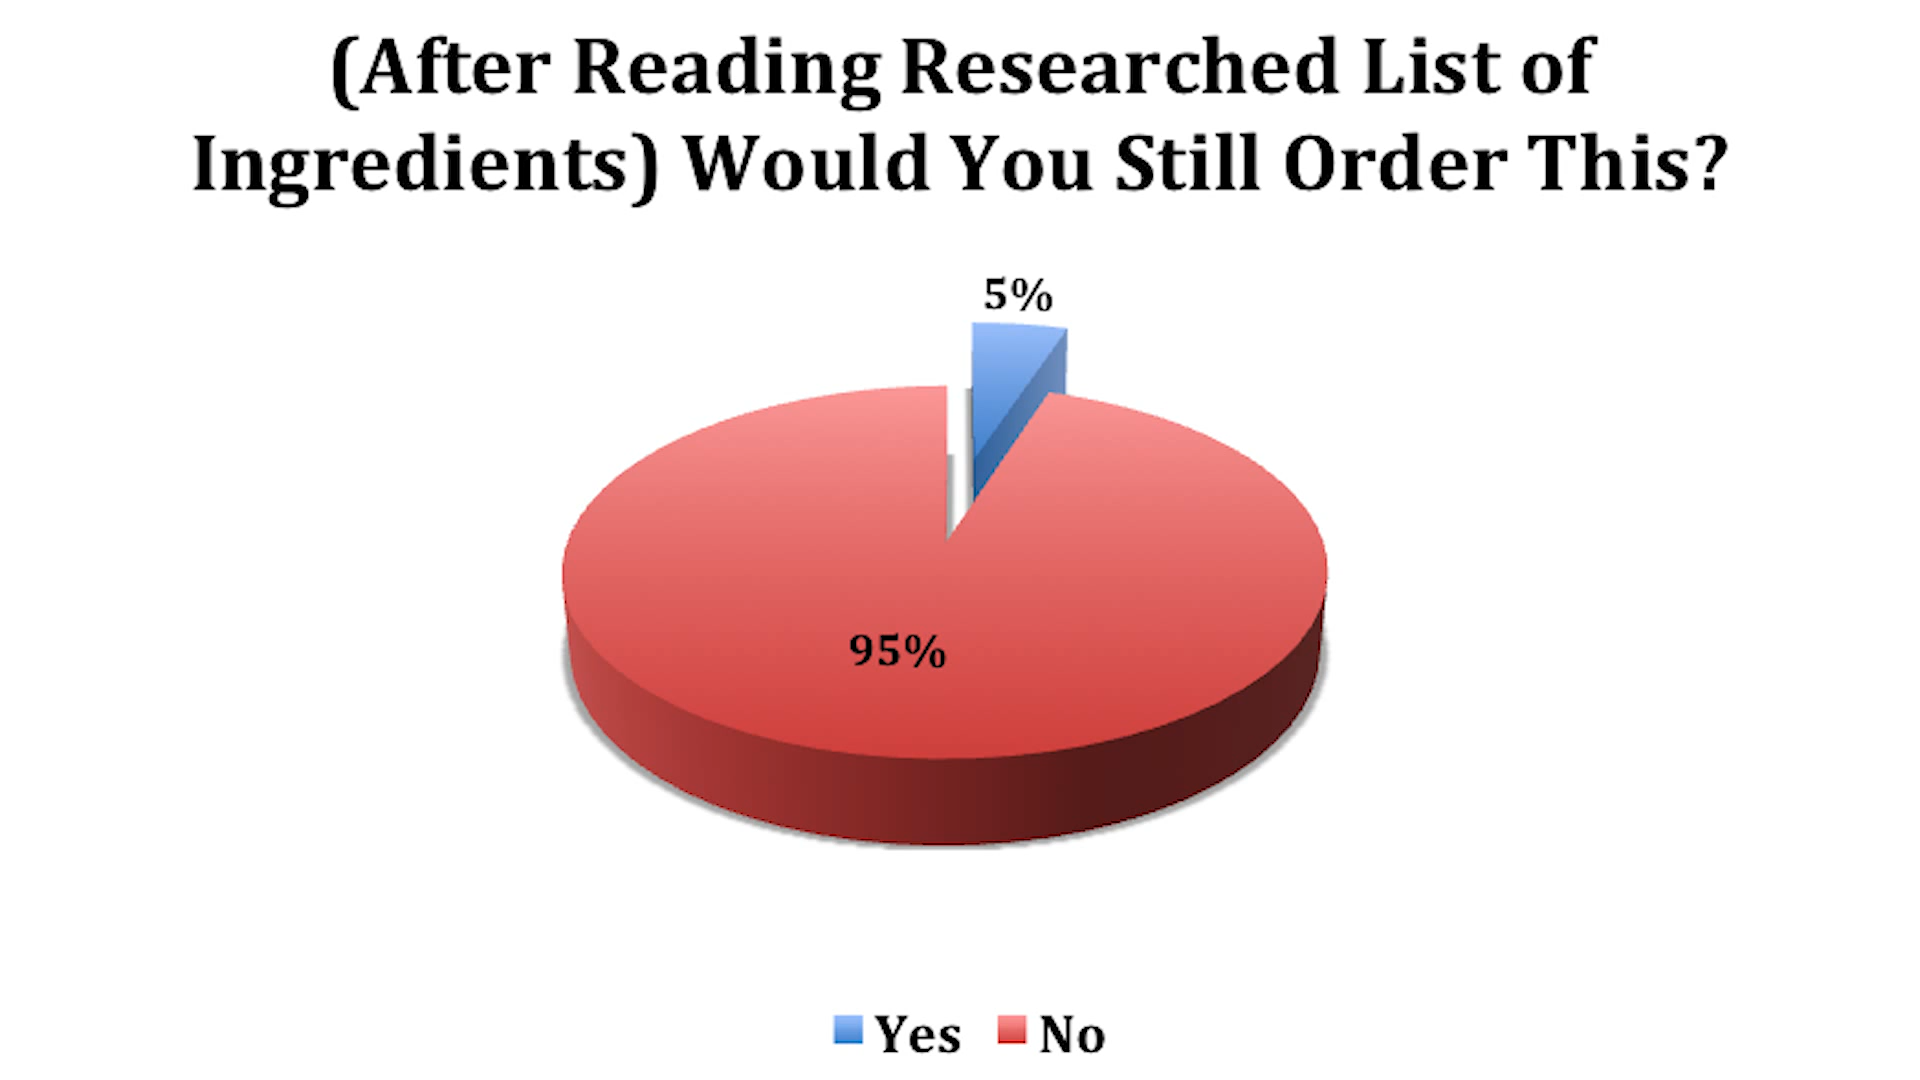 (After Reading Researched List of
Ingredients) Would You Still Order This?
5%
95%
Yes No